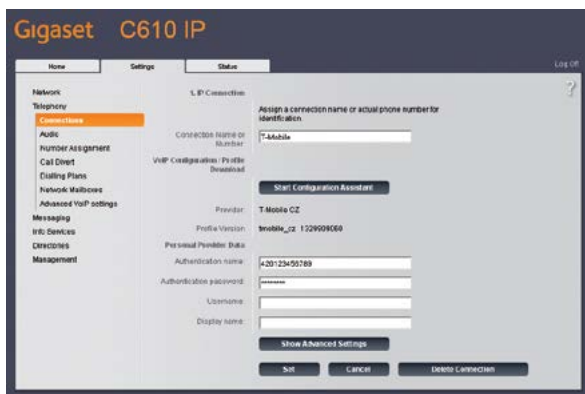 Gigaset C610 IP
Home
Settings
Status
Log Off
?
Network
Telephony
Connections
Audio
Number Assignment
Call Divert
Dialling Plans
Network Mailboxes
Advanced VoIP settings
Messaging
Info Services
Directories
Management
1. IP Connection
Assign a connection name or actual phone number for
identification.
Connection Name or
Number:
T-Mobile
VoIP Configuration / Profile
Download
Start Configuration Assistant
Provider:
T-Mobile CZ
Profile Version:
Personal Provider Data
Authentication name:
420123456789
Authentication password:
Username:
Display name:
Show Advanced Settings
Set
Cancel
Delete Connection